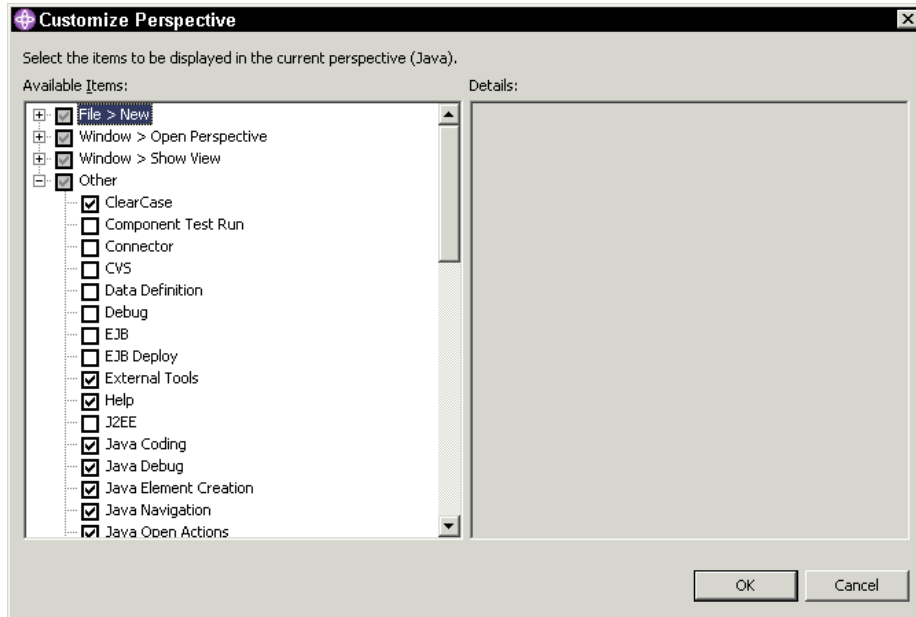 Customize Perspective
Select the items to be displayed in the current perspective (Java).
Available Items:
Details:
File > New
Window > Open Perspective
Window > Show View
Other
ClearCase
Component Test Run
Connector
CVS
Data Definition
Debug
EJB
EJB Deploy
External Tools
Help
J2EE
Java Coding
Java Debug
Java Element Creation
Java Navigation
Java Open Actions
OK
Cancel